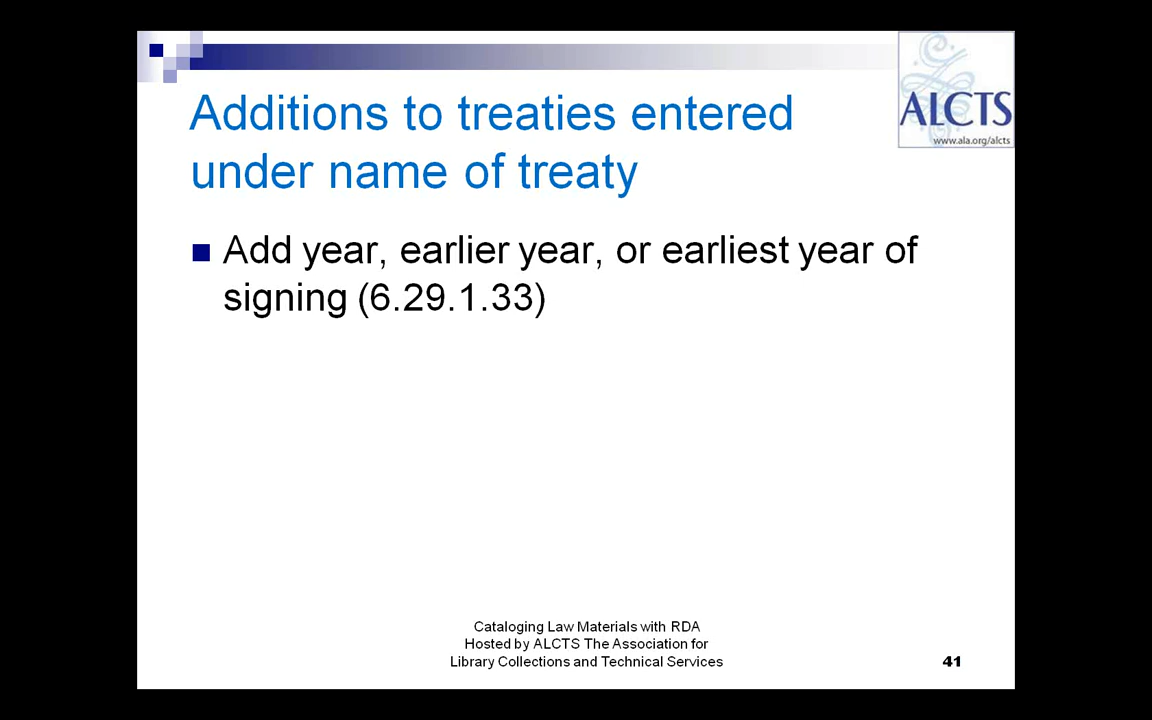 ALCTS
www.ala.org/alcts
Additions to treaties entered
under name of treaty
Add year, earlier year, or earliest year of
signing (6.29.1.33)
Cataloging Law Materials with RDA
Hosted by ALCTS The Association for
Library Collections and Technical Services
41